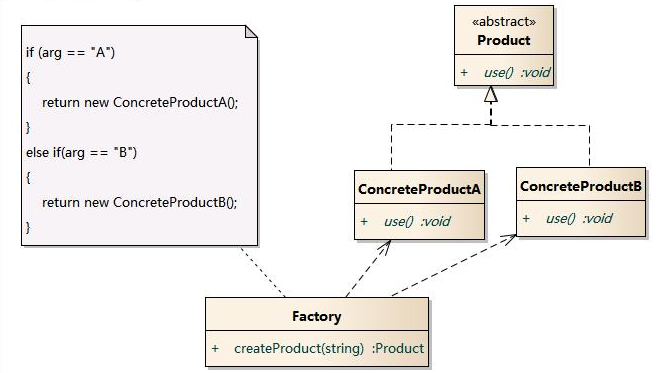 if (arg == "A")
{
return new ConcreteProductA();
}
else if(arg == "B")
{
return new ConcreteProductB();
}
«abstract»
Product
+ use() :void
ConcreteProductA
+ use() :void
ConcreteProductB
+ use() :void
Factory
+ createProduct(string) :Product